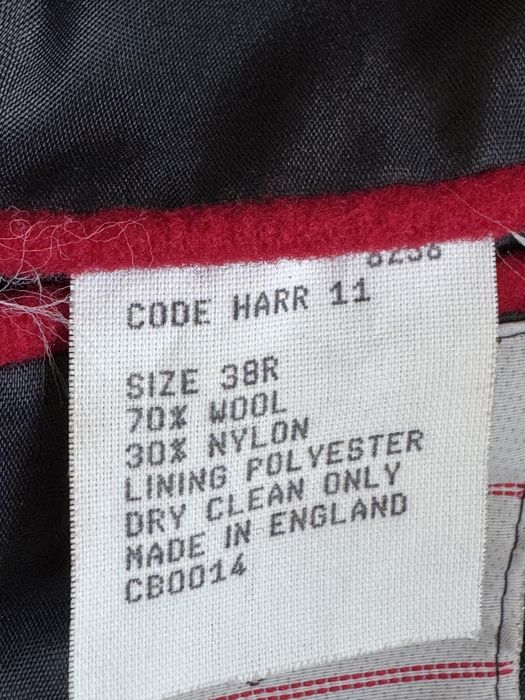 CODE HARR 11
SIZE 38R
70% WOOL
30% NYLON
LINING POLYESTER
DRY CLEAN ONLY
MADE IN ENGLAND
CB0014